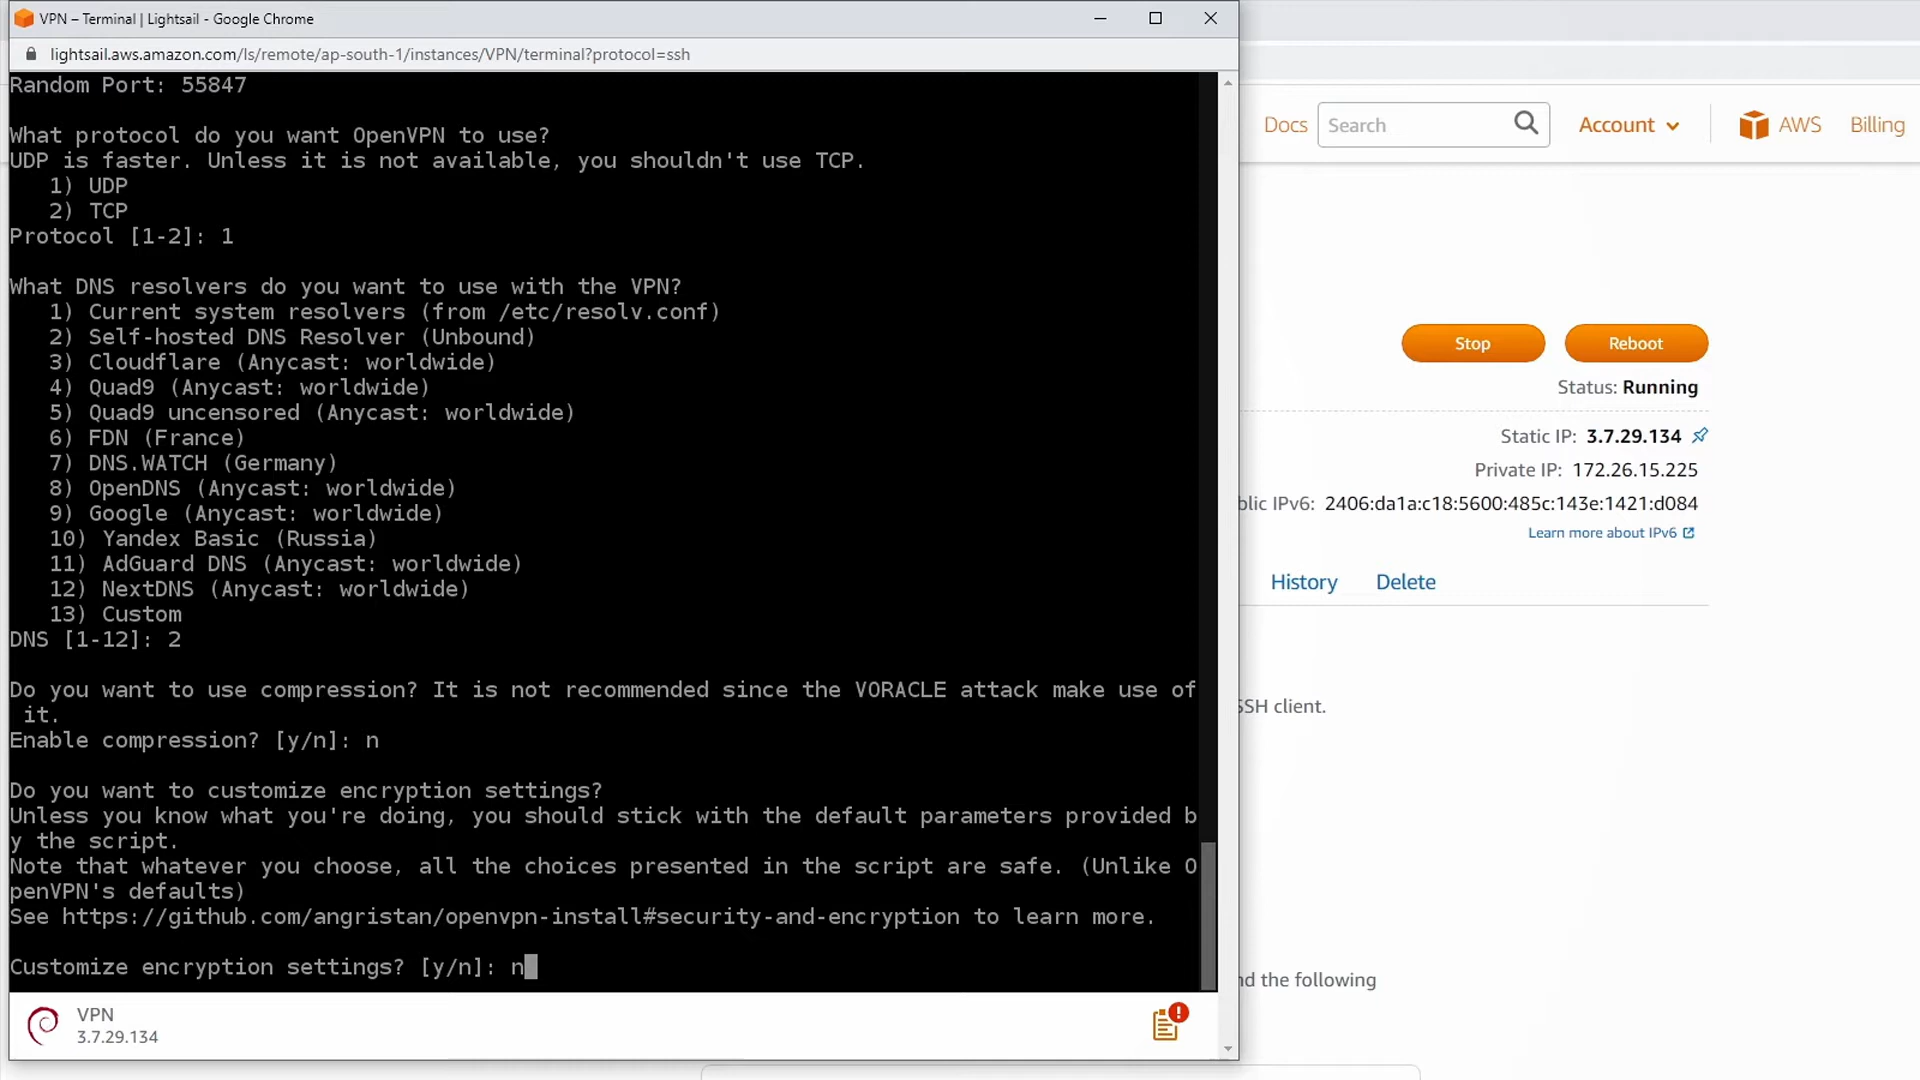 VPN – Terminal | Lightsail - Google Chrome
lightsail.aws.amazon.com/ls/remote/ap-south-1/instances/VPN/terminal?protocol=ssh
Random Port: 55847
What protocol do you want OpenVPN to use?
UDP is faster. Unless it is not available, you shouldn't use TCP.
1) UDP
2) TCP
Protocol [1-2]: 1
What DNS resolvers do you want to use with the VPN?
1) Current system resolvers (from /etc/resolv.conf)
2) Self-hosted DNS Resolver (Unbound)
3) Cloudflare (Anycast: worldwide)
4) Quad9 (Anycast: worldwide)
5) Quad9 uncensored (Anycast: worldwide)
6) FDN (France)
7) DNS.WATCH (Germany)
8) OpenDNS (Anycast: worldwide)
9) Google (Anycast: worldwide)
10) Yandex Basic (Russia)
11) AdGuard DNS (Anycast: worldwide)
12) NextDNS (Anycast: worldwide)
13) Custom
DNS [1-12]: 2
Do you want to use compression? It is not recommended since the VORACLE attack make use of
it.
Enable compression? [y/n]: n
Do you want to customize encryption settings?
Unless you know what you're doing, you should stick with the default parameters provided b
y the script.
Note that whatever you choose, all the choices presented in the script are safe. (Unlike O
penVPN's defaults)
See https://github.com/angristan/openvpn-install#security-and-encryption to learn more.
Customize encryption settings? [y/n]: n
VPN
3.7.29.134
Docs
Search
Account
AWS
Billing
Stop
Reboot
Status: Running
Static IP: 3.7.29.134
Private IP: 172.26.15.225
blic IPv6: 2406:da1a:c18:5600:485c:143e:1421:d084
Learn more about IPv6
History
Delete
SSH client.
nd the following